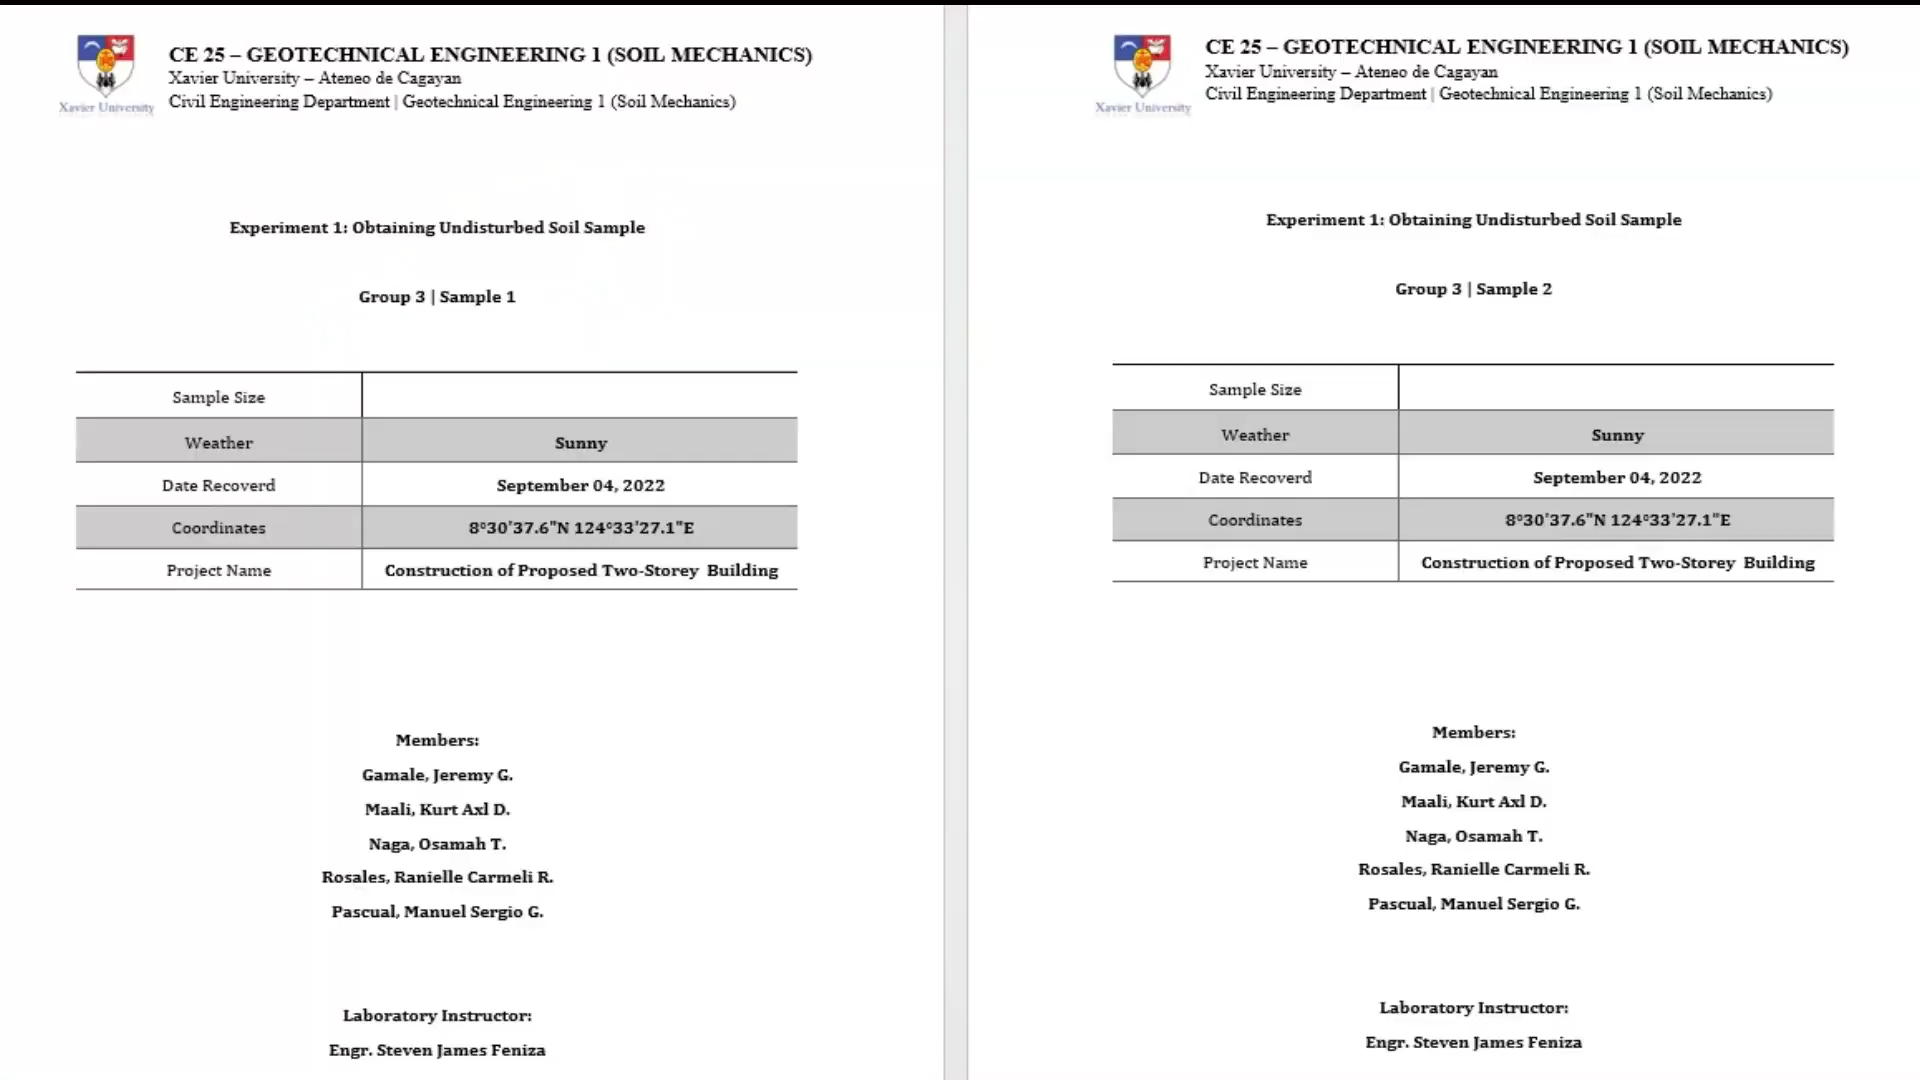 CE 25 – GEOTECHNICAL ENGINEERING 1 (SOIL MECHANICS)
Xavier University – Ateneo de Cagayan
Civil Engineering Department | Geotechnical Engineering 1 (Soil Mechanics)
Xavier University
Experiment 1: Obtaining Undisturbed Soil Sample
Group 3 | Sample 1
Sample Size
Weather Sunny
Date Recoverd September 04, 2022
Coordinates 8°30'37.6"N 124°33'27.1"E
Project Name Construction of Proposed Two-Storey Building
Members:
Gamale, Jeremy G.
Maali, Kurt Axl D.
Naga, Osamah T.
Rosales, Ranielle Carmeli R.
Pascual, Manuel Sergio G.
Laboratory Instructor:
Engr. Steven James Feniza
CE 25 – GEOTECHNICAL ENGINEERING 1 (SOIL MECHANICS)
Xavier University – Ateneo de Cagayan
Civil Engineering Department | Geotechnical Engineering 1 (Soil Mechanics)
Xavier University
Experiment 1: Obtaining Undisturbed Soil Sample
Group 3 | Sample 2
Sample Size
Weather Sunny
Date Recoverd September 04, 2022
Coordinates 8°30'37.6"N 124°33'27.1"E
Project Name Construction of Proposed Two-Storey Building
Members:
Gamale, Jeremy G.
Maali, Kurt Axl D.
Naga, Osamah T.
Rosales, Ranielle Carmeli R.
Pascual, Manuel Sergio G.
Laboratory Instructor:
Engr. Steven James Feniza